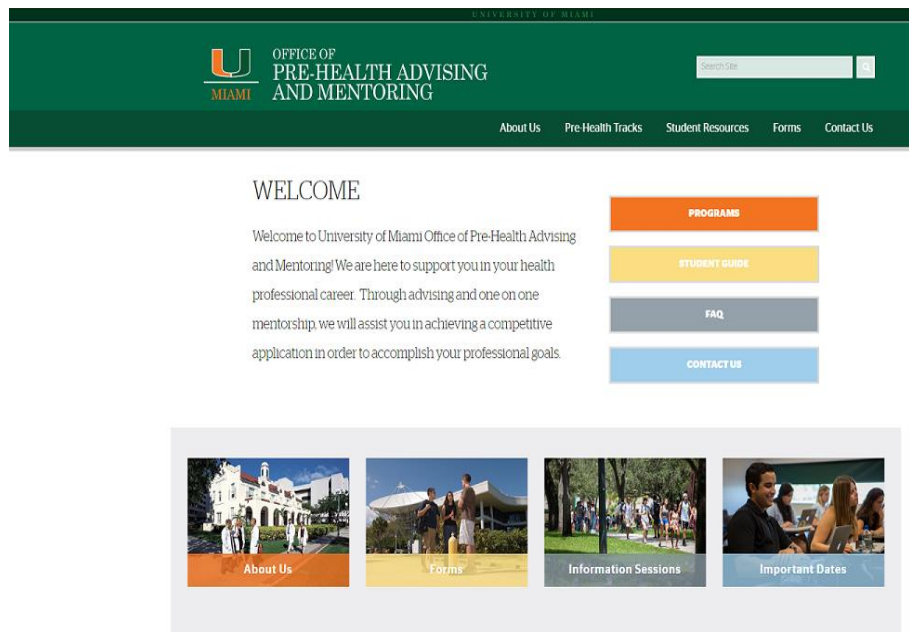 UNIVERSITY OF MIAMI
MIAMI
OFFICE OF
PRE-HEALTH ADVISING
AND MENTORING
Search Site
About Us Pre-Health Tracks Student Resources Forms Contact Us
WELCOME
Welcome to University of Miami Office of Pre-Health Advising
and Mentoring! We are here to support you in your health
professional career. Through advising and one on one
mentorship, we will assist you in achieving a competitive
application in order to accomplish your professional goals.
PROGRAMS
STUDENT GUIDE
FAQ
CONTACT US
About Us
Forms
Information Sessions
Important Dates